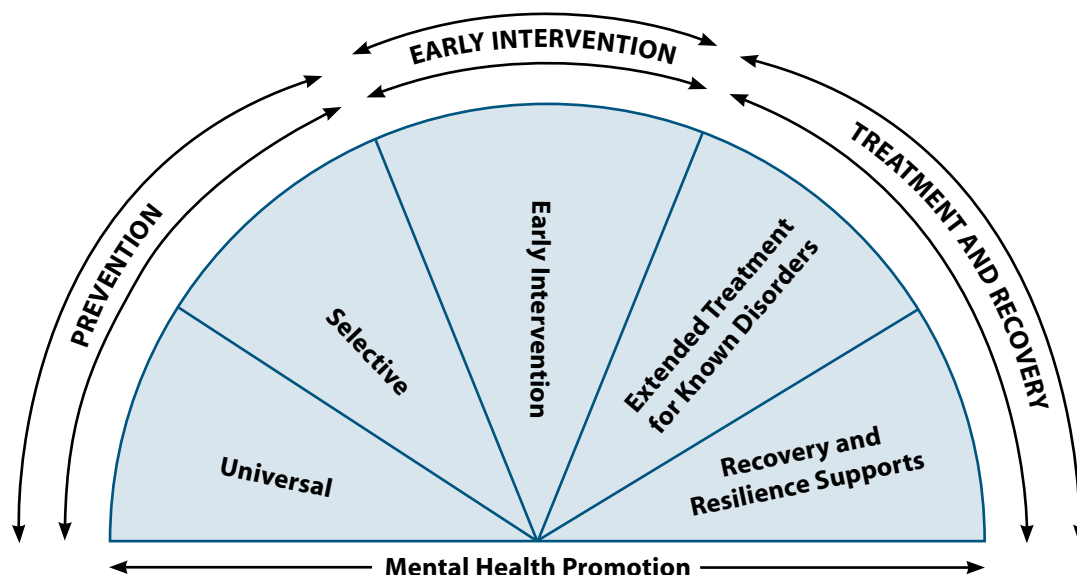 EARLY INTERVENTION
PREVENTION
TREATMENT AND RECOVERY
Universal
Selective
Early Intervention
Extended Treatment
for Known Disorders
Recovery and
Resilience Supports
Mental Health Promotion